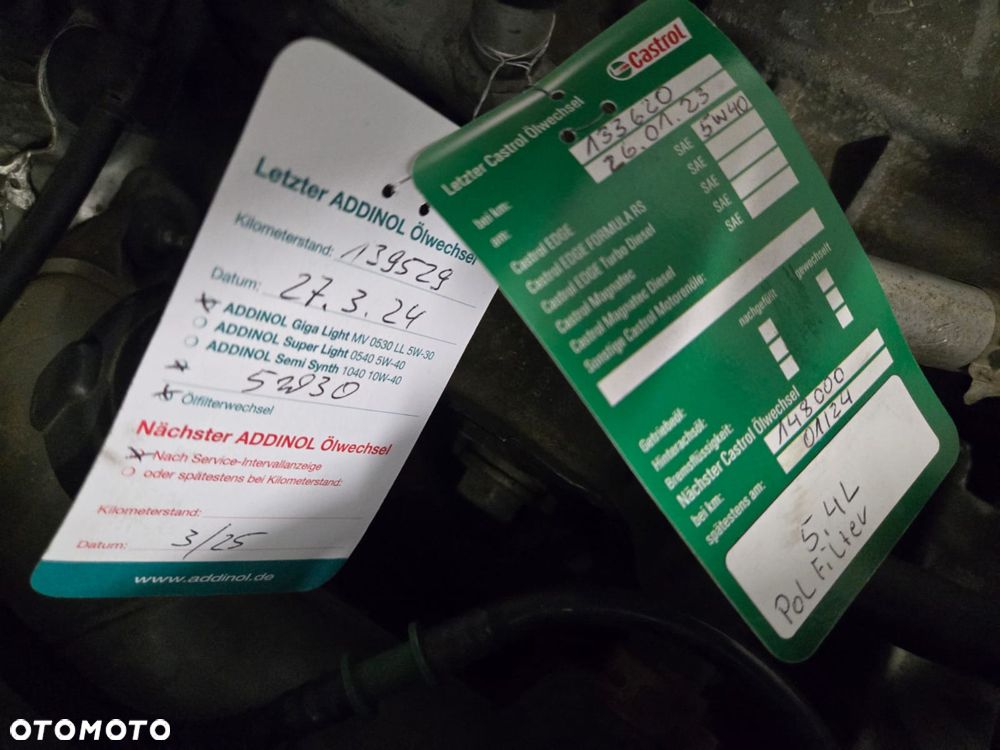 Letzter ADDINOL Ölwechsel
Kilometerstand: 139529
Datum: 27.3.24
ADDINOL Giga Light MV 0530 LL 5W-30
ADDINOL Super Light 0540 5W-40
ADDINOL Semi Synth 1040 10W-40
5W30
Ölfilterwechsel
Nächster ADDINOL Ölwechsel
Nach Service-Intervallanzeige
oder spätestens bei Kilometerstand:
Kilometerstand:
Datum: 3/25
www.addinol.de
Castrol
Letzter Castrol Ölwechsel
bei km: 133620
am: 26.01.23
Castrol EDGE SAE 5W40
Castrol EDGE FORMULA RS SAE
Castrol EDGE Turbo Diesel SAE
Castrol Magnatec SAE
Castrol Magnatec Diesel SAE
Sonstige Castrol Motorenöle:
nachgefüllt gewechselt
Getriebeöl:
Hinterachsöl:
Bremsflüssigkeit:
Nächster Castrol Ölwechsel
bei km: 148000
spätestens am: 01/24
5,4L
PoL Filter
OTOMOTO